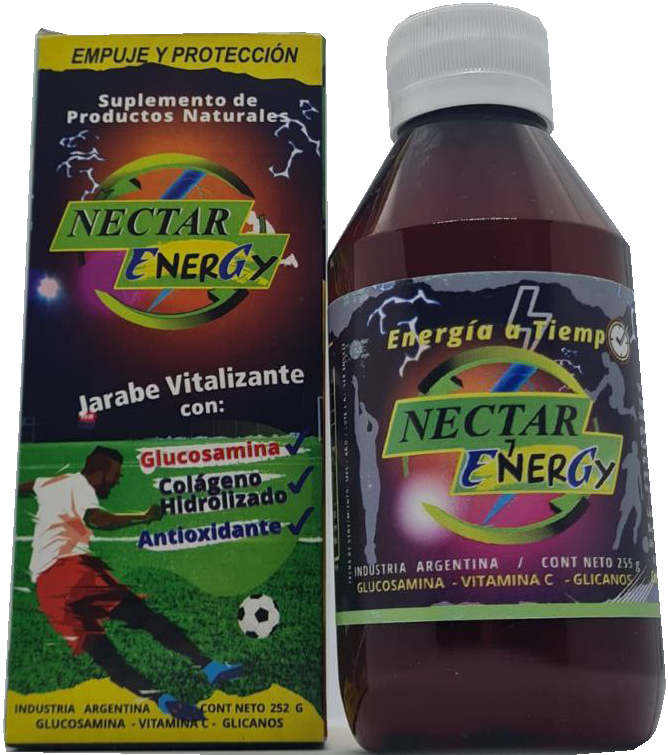 EMPUJE Y PROTECCIÓN
Suplemento de
Productos Naturales
NECTAR
ENERGY
Jarabe Vitalizante
con:
Glucosamina
Colágeno
Hidrolizado
Antioxidante
INDUSTRIA ARGENTINA CONT NETO 252 G
GLUCOSAMINA - VITAMINA C - GLICANOS
Energía a Tiemp
NECTAR
ENERGY
INDUSTRIA ARGENTINA / CONT NETO 255 g
GLUCOSAMINA - VITAMINA C - GLICANOS